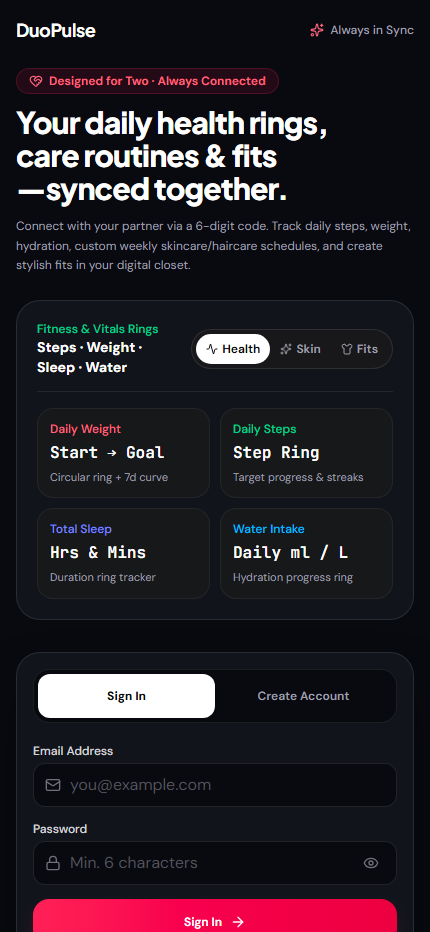 DuoPulse
Always in Sync
Designed for Two · Always Connected
Your daily health rings,
care routines & fits
—synced together.
Connect with your partner via a 6-digit code. Track daily steps, weight,
hydration, custom weekly skincare/haircare schedules, and create
stylish fits in your digital closet.
Fitness & Vitals Rings
Steps · Weight ·
Sleep · Water
Health
Skin
Fits
Daily Weight
Start → Goal
Circular ring + 7d curve
Daily Steps
Step Ring
Target progress & streaks
Total Sleep
Hrs & Mins
Duration ring tracker
Water Intake
Daily ml / L
Hydration progress ring
Sign In
Create Account
Email Address
you@example.com
Password
Min. 6 characters
Sign In →